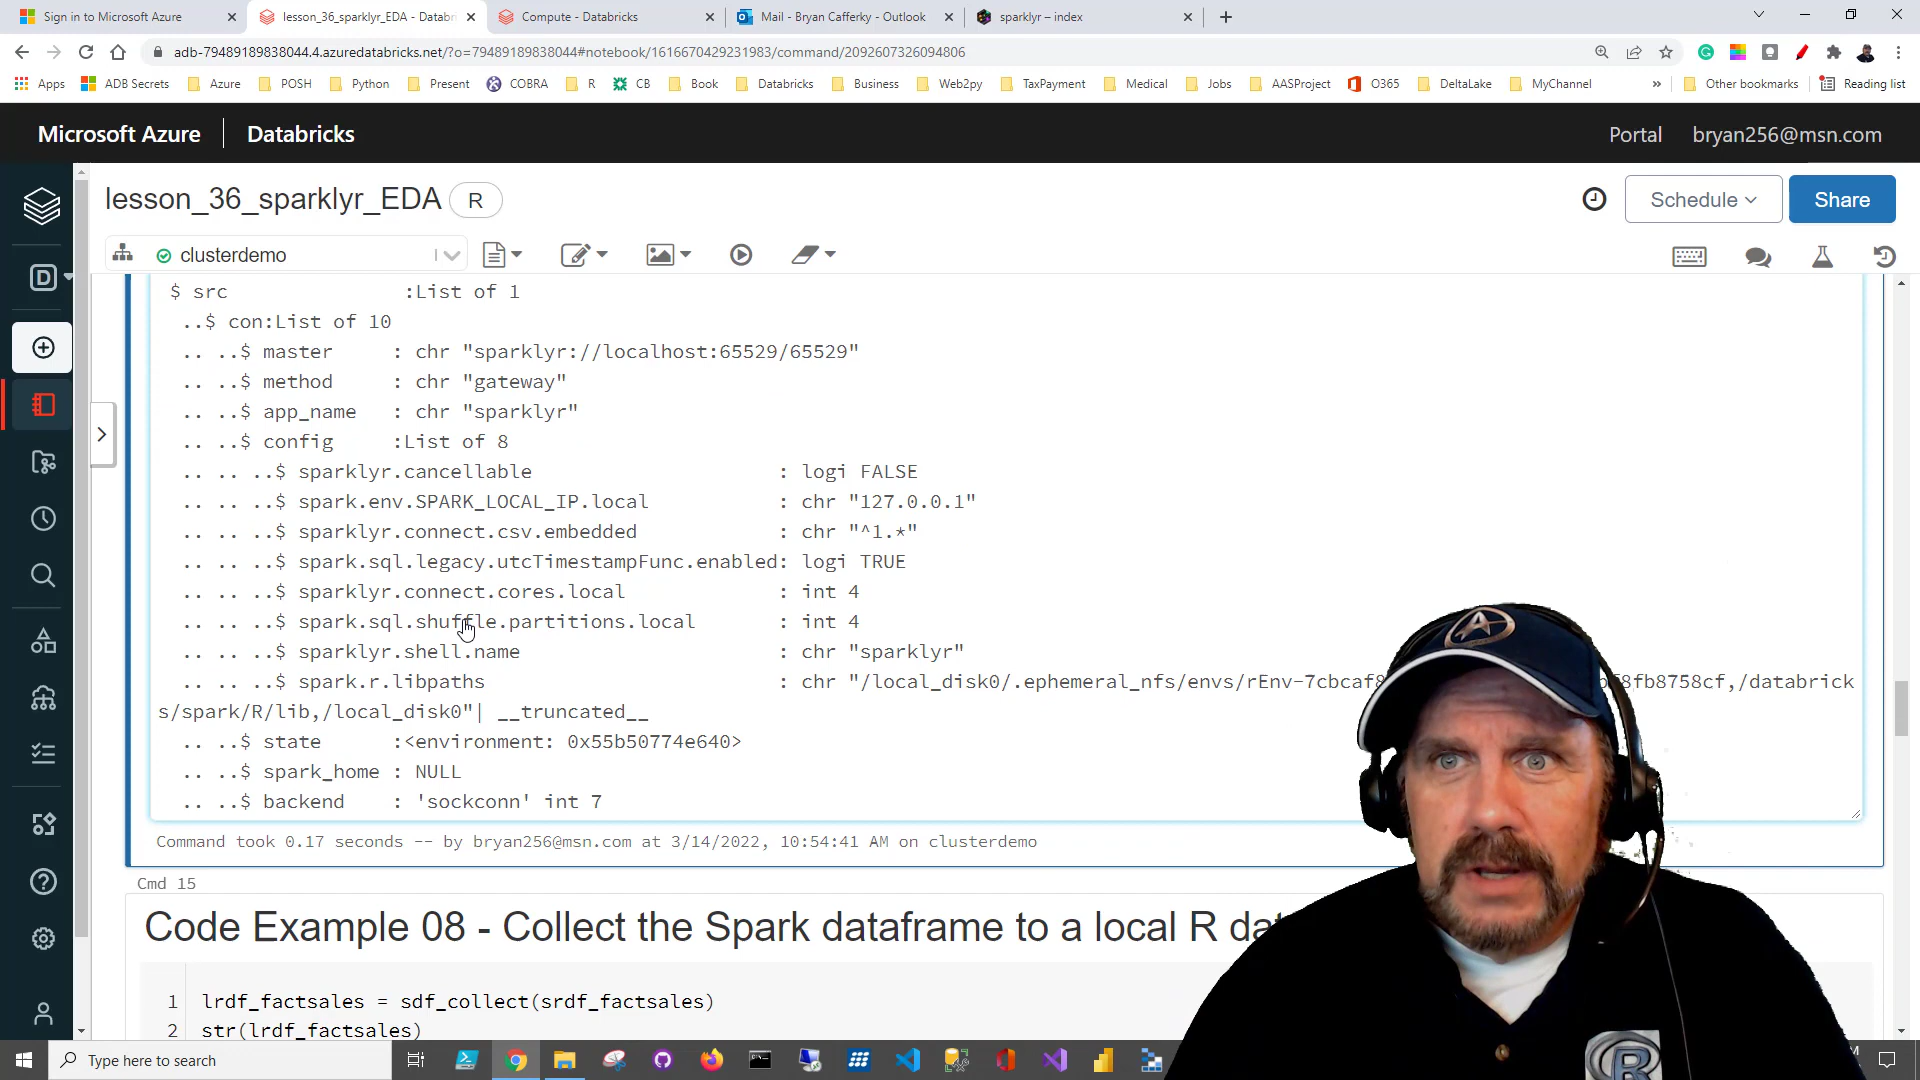 Sign in to Microsoft Azure
lesson_36_sparklyr_EDA - Databr
Compute - Databricks
Mail - Bryan Cafferky - Outlook
sparklyr – index
adb-79489189838044.4.azuredatabricks.net/?o=79489189838044#notebook/1616670429231983/command/2092607326094806
Apps
ADB Secrets
Azure
POSH
Python
Present
COBRA
R
CB
Book
Databricks
Business
Web2py
TaxPayment
Medical
Jobs
AASProject
O365
DeltaLake
MyChannel
»
Other bookmarks
Reading list
Microsoft Azure
Databricks
Portal
bryan256@msn.com
lesson_36_sparklyr_EDA
R
Schedule
Share
D
clusterdemo
$ src :List of 1
..$ con:List of 10
.. ..$ master : chr "sparklyr://localhost:65529/65529"
.. ..$ method : chr "gateway"
.. ..$ app_name : chr "sparklyr"
.. ..$ config :List of 8
.. .. ..$ sparklyr.cancellable : logi FALSE
.. .. ..$ spark.env.SPARK_LOCAL_IP.local : chr "127.0.0.1"
.. .. ..$ sparklyr.connect.csv.embedded : chr "^1.*"
.. .. ..$ spark.sql.legacy.utcTimestampFunc.enabled: logi TRUE
.. .. ..$ sparklyr.connect.cores.local : int 4
.. .. ..$ spark.sql.shuffle.partitions.local : int 4
.. .. ..$ sparklyr.shell.name : chr "sparklyr"
.. .. ..$ spark.r.libpaths : chr "/local_disk0/.ephemeral_nfs/envs/rEnv-7cbcaf8 8fb8758cf,/databrick
s/spark/R/lib,/local_disk0"| __truncated__
.. ..$ state :<environment: 0x55b50774e640>
.. ..$ spark_home : NULL
.. ..$ backend : 'sockconn' int 7
Command took 0.17 seconds -- by bryan256@msn.com at 3/14/2022, 10:54:41 AM on clusterdemo
Cmd 15
Code Example 08 - Collect the Spark dataframe to a local R da
1 lrdf_factsales = sdf_collect(srdf_factsales)
2 str(lrdf_factsales)
R
Type here to search